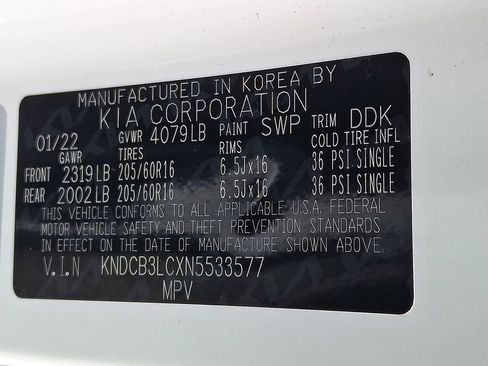 MANUFACTURED IN KOREA BY
KIA CORPORATION
01/22 GVWR 4079LB PAINT SWP TRIM DDK
GAWR TIRES RIMS COLD TIRE INFL
FRONT 2319LB 205/60R16 6.5Jx16 36 PSI SINGLE
REAR 2002LB 205/60R16 6.5Jx16 36 PSI SINGLE
THIS VEHICLE CONFORMS TO ALL APPLICABLE U.S.A. FEDERAL
MOTOR VEHICLE SAFETY AND THEFT PREVENTION STANDARDS
IN EFFECT ON THE DATE OF MANUFACTURE SHOWN ABOVE.
V.I.N KNDCB3LCXN5533577
MPV